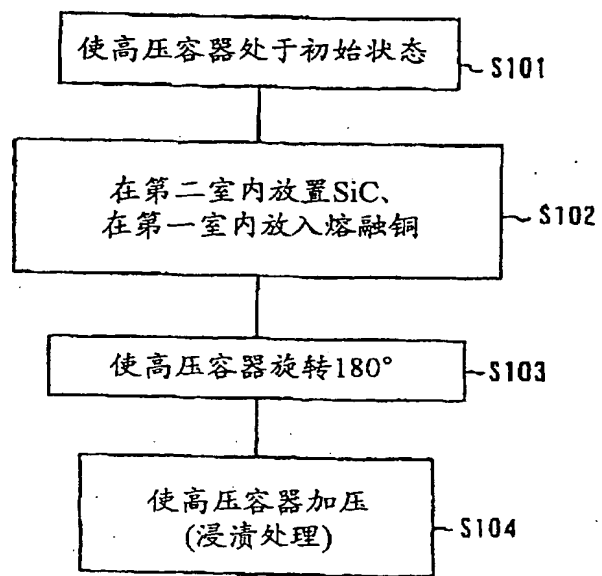 使高压容器处于初始状态
S101
在第二室内放置SiC、
在第一室内放入熔融铜
S102
使高压容器旋转180°
S103
使高压容器加压
(浸渍处理)
S104